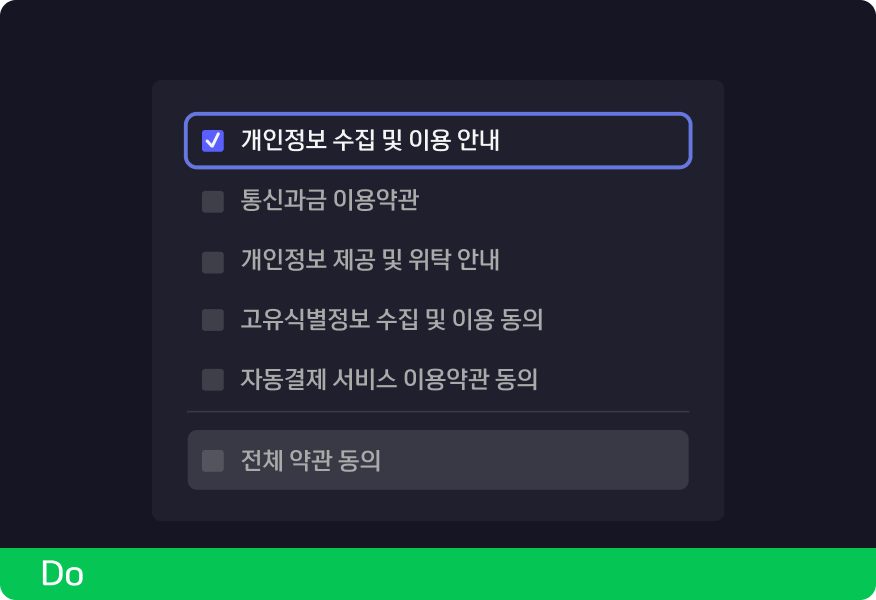 개인정보 수집 및 이용 안내
통신과금 이용약관
개인정보 제공 및 위탁 안내
고유식별정보 수집 및 이용 동의
자동결제 서비스 이용약관 동의
전체 약관 동의
Do